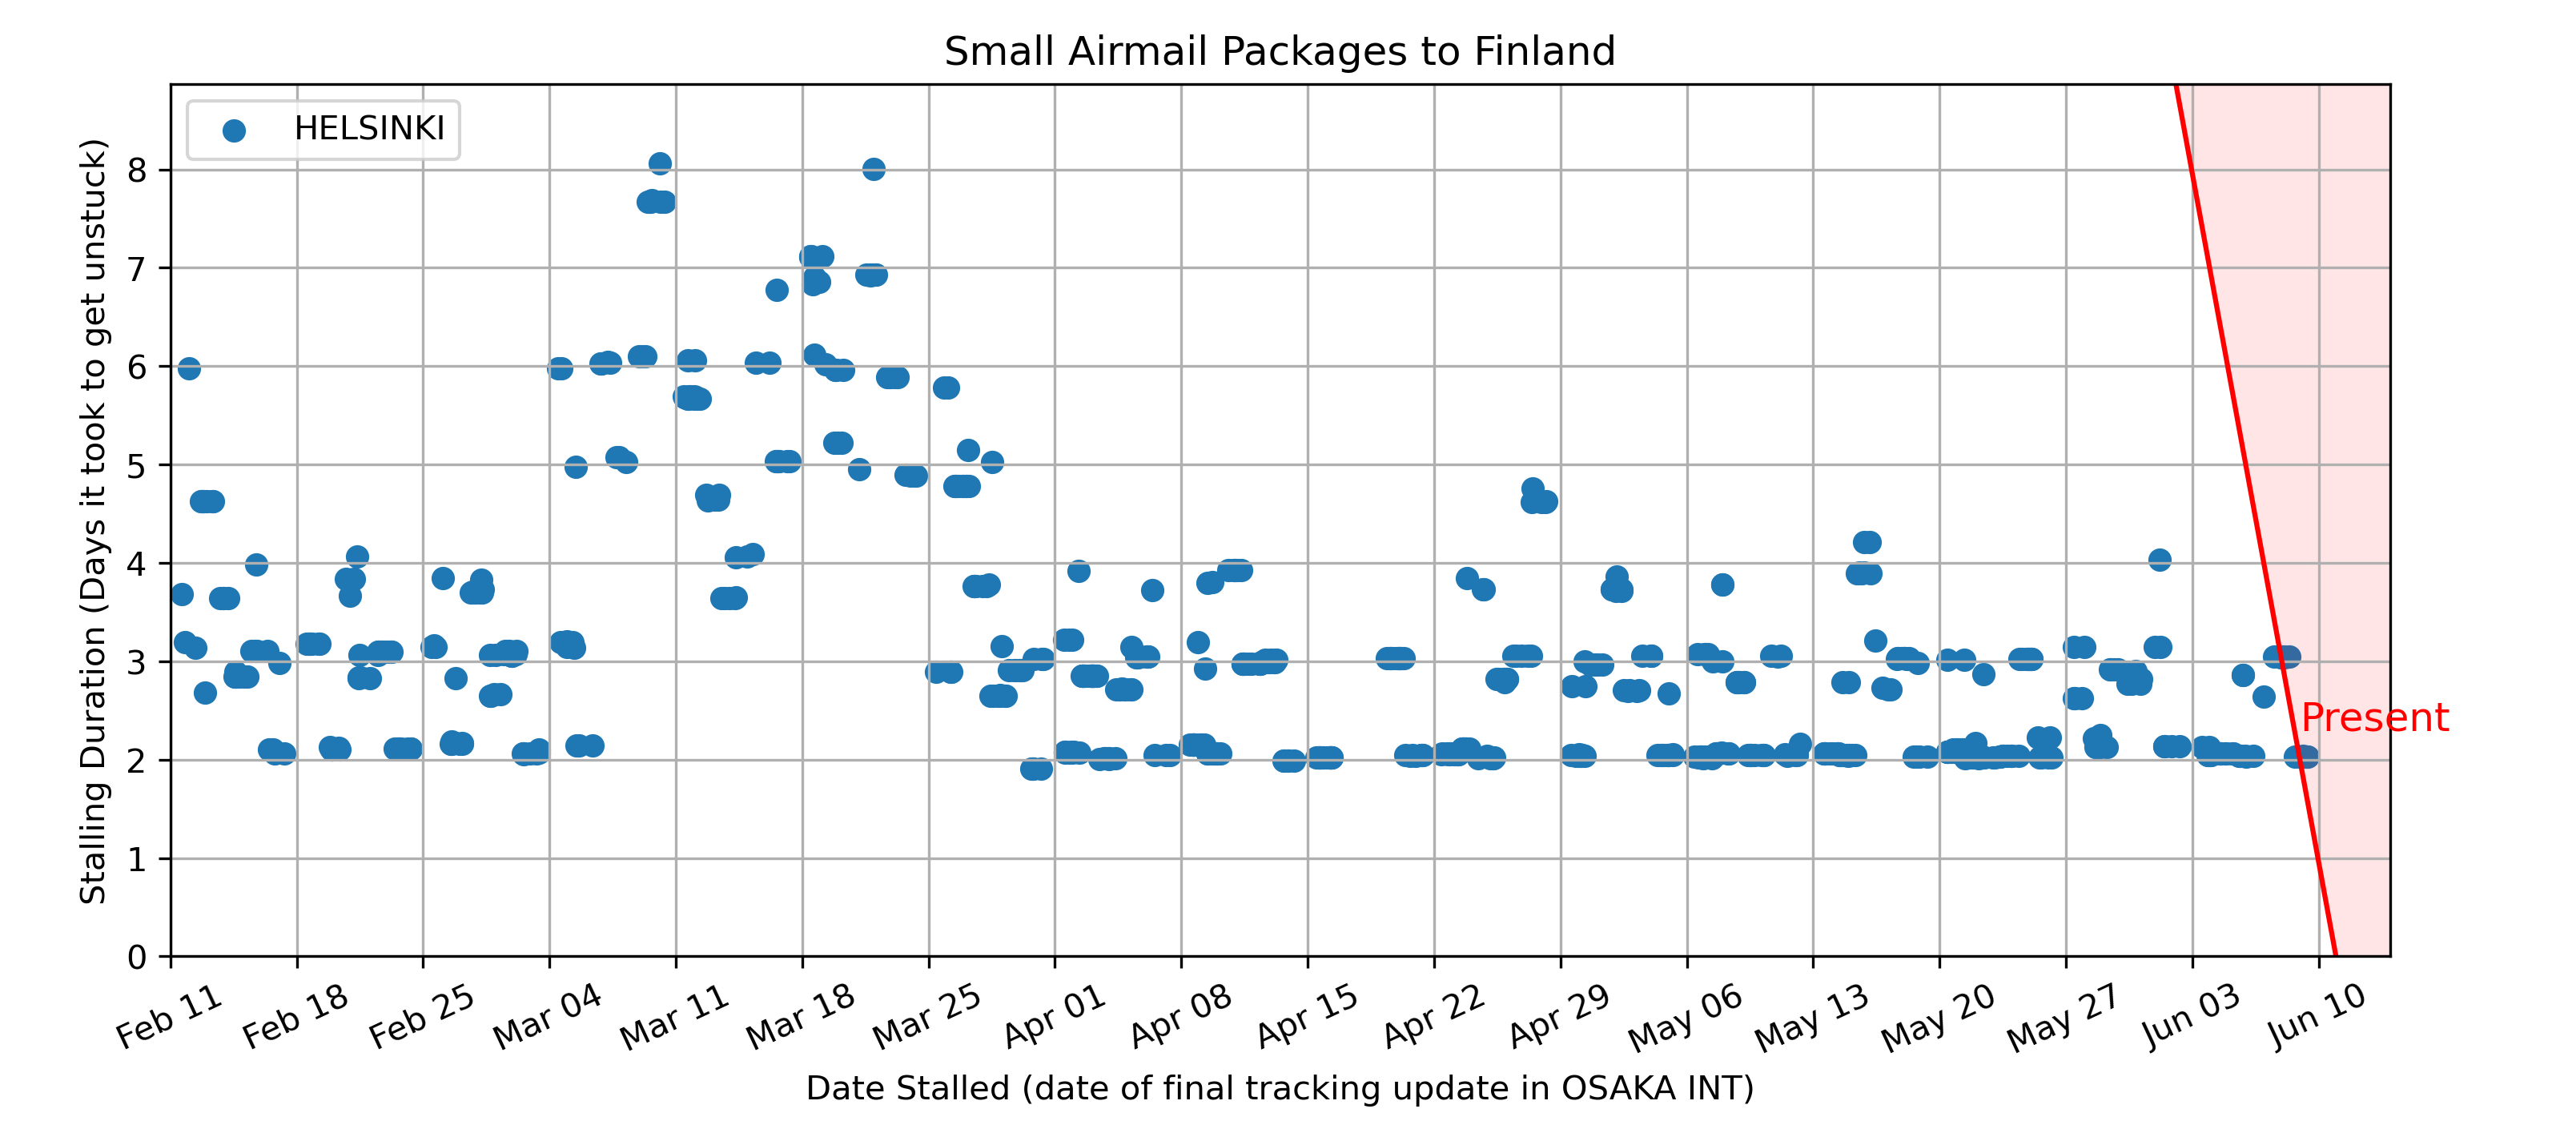 Small Airmail Packages to Finland
HELSINKI
Stalling Duration (Days it took to get unstuck)
8
7
6
5
4
3
2
1
0
Present
Feb 11
Feb 18
Feb 25
Mar 04
Mar 11
Mar 18
Mar 25
Apr 01
Apr 08
Apr 15
Apr 22
Apr 29
May 06
May 13
May 20
May 27
Jun 03
Jun 10
Date Stalled (date of final tracking update in OSAKA INT)